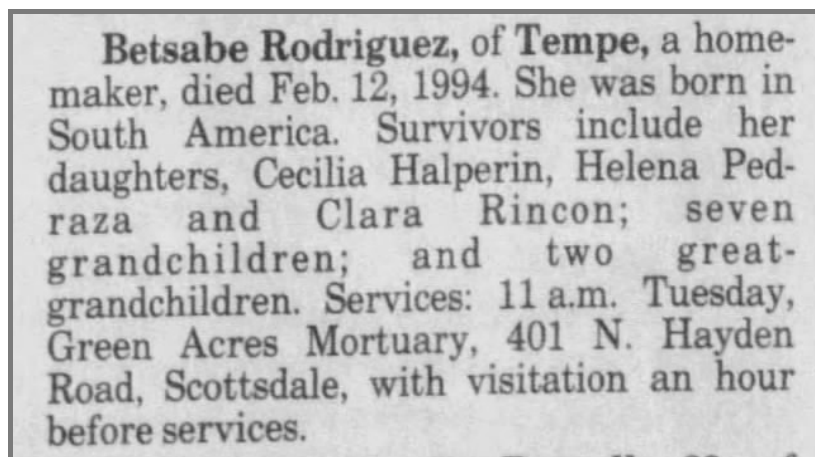 Betsabe Rodriguez, of Tempe, a home-
maker, died Feb. 12, 1994. She was born in
South America. Survivors include her
daughters, Cecilia Halperin, Helena Ped-
raza and Clara Rincon; seven
grandchildren; and two great-
grandchildren. Services: 11 a.m. Tuesday,
Green Acres Mortuary, 401 N. Hayden
Road, Scottsdale, with visitation an hour
before services.